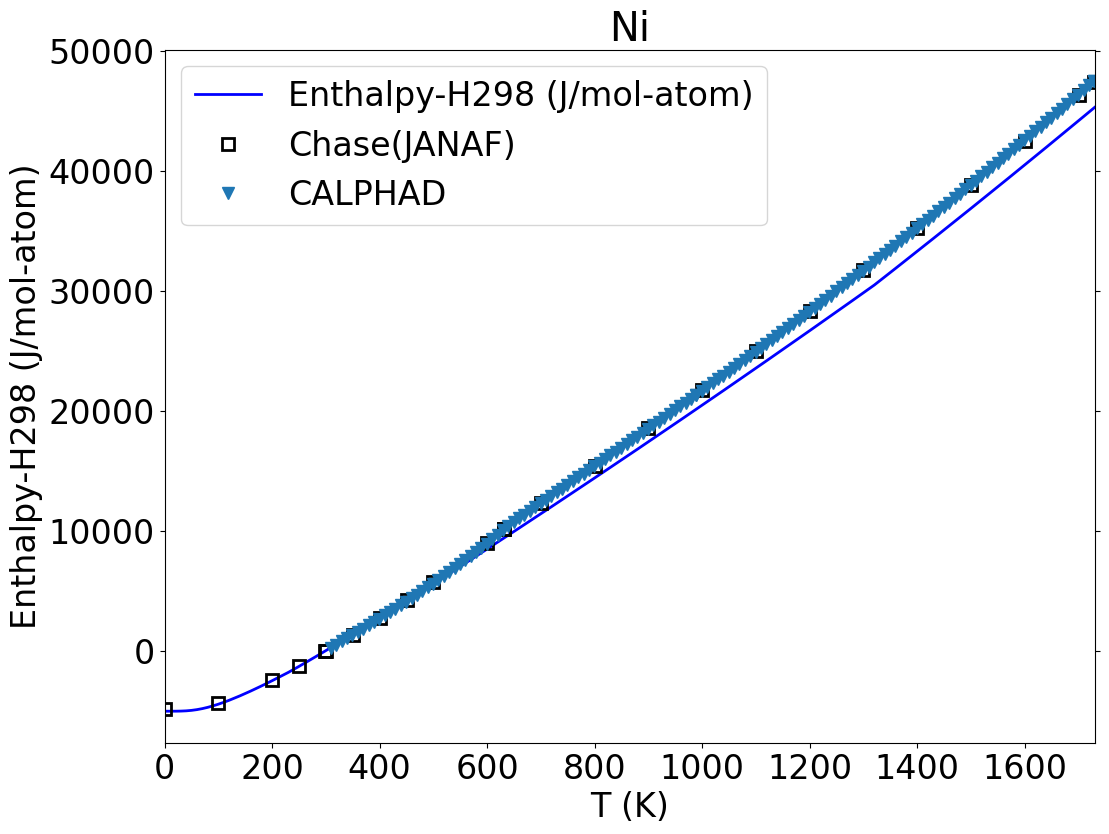 Ni
Enthalpy-H298 (J/mol-atom)
50000
40000
30000
20000
10000
0
Enthalpy-H298 (J/mol-atom)
Chase(JANAF)
CALPHAD
0 200 400 600 800 1000 1200 1400 1600
T (K)